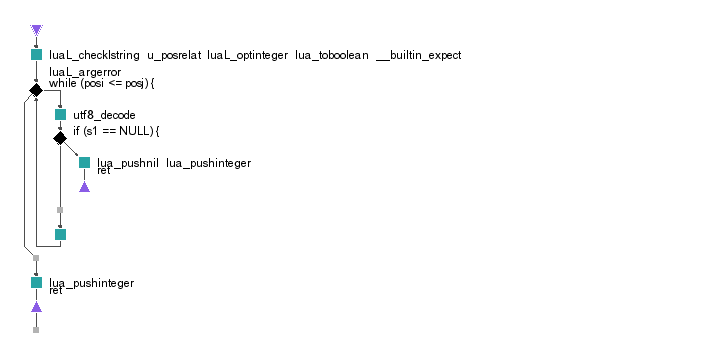 luaL_checklstring u_posrelat luaL_optinteger lua_toboolean __builtin_expect
luaL_argerror
while (posi <= posj) {
utf8_decode
if (s1 == NULL) {
lua_pushnil lua_pushinteger
ret
lua_pushinteger
ret